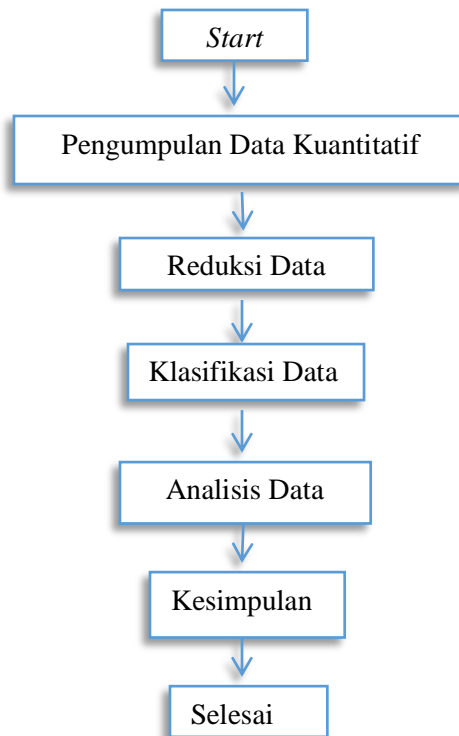 Start
Pengumpulan Data Kuantitatif
Reduksi Data
Klasifikasi Data
Analisis Data
Kesimpulan
Selesai